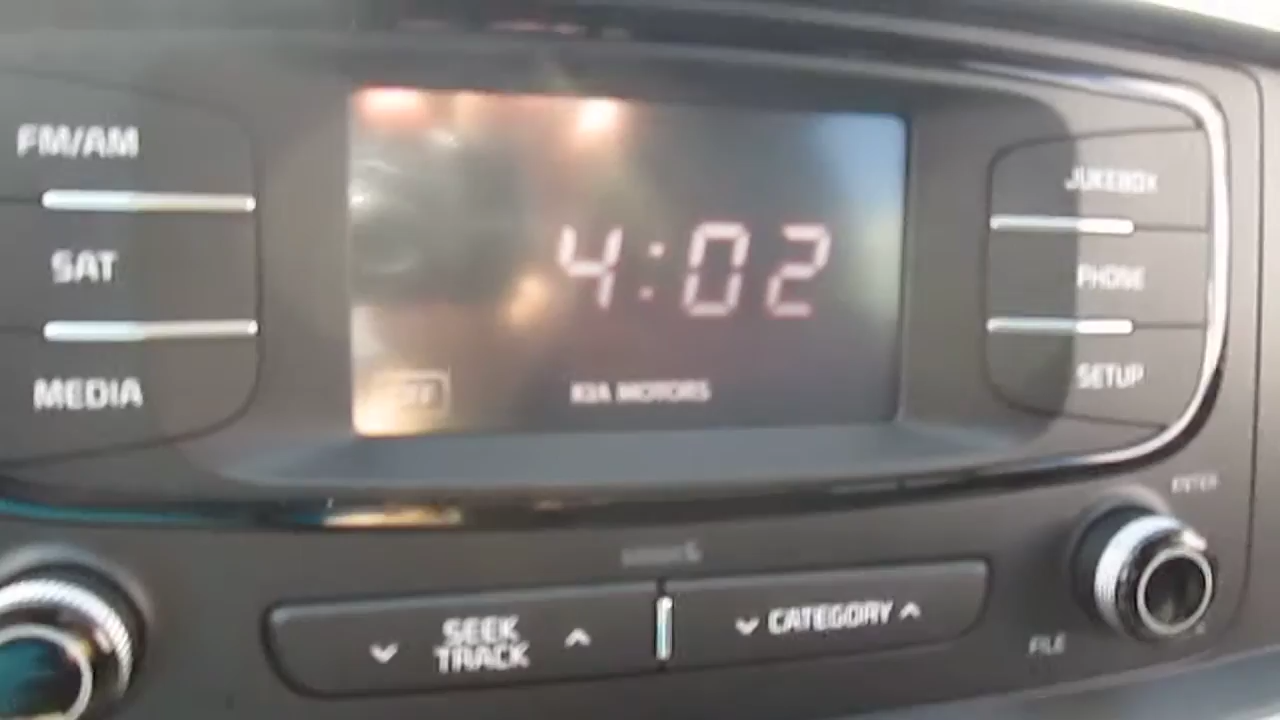 FM/AM
SAT
MEDIA
4:02
KIA MOTORS
JUKEBOX
PHONE
SETUP
ENTER
SEEK
TRACK
CATEGORY
FILE